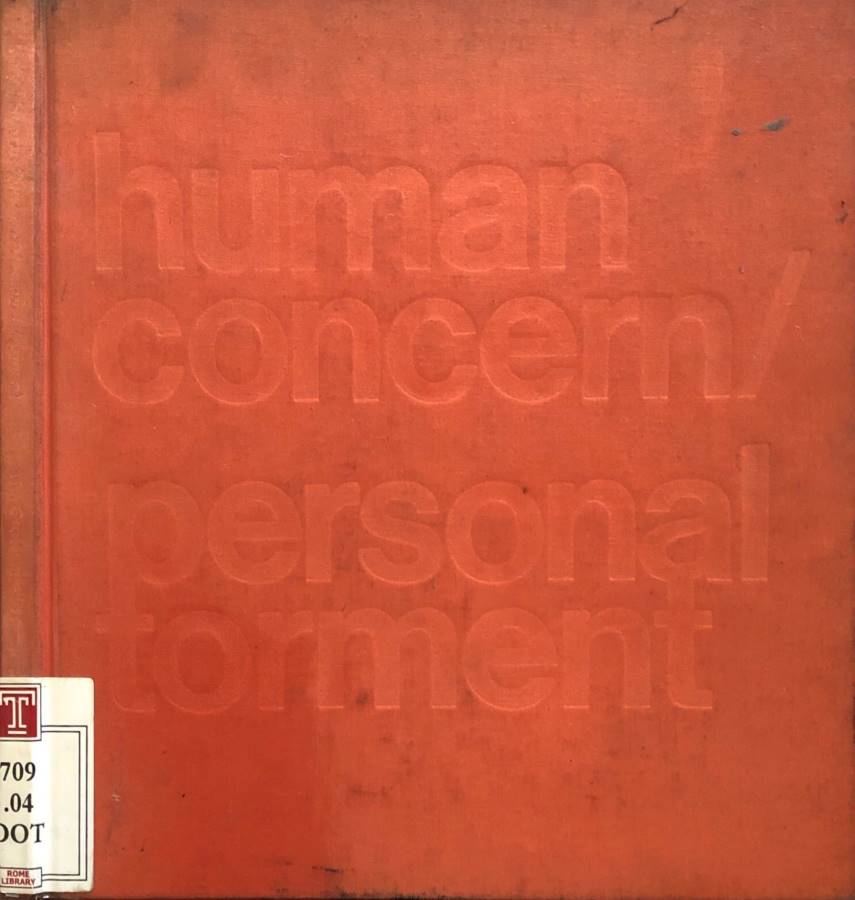 human
concern/
personal
torment
T
709
.04
DOT
ROME
LIBRARY